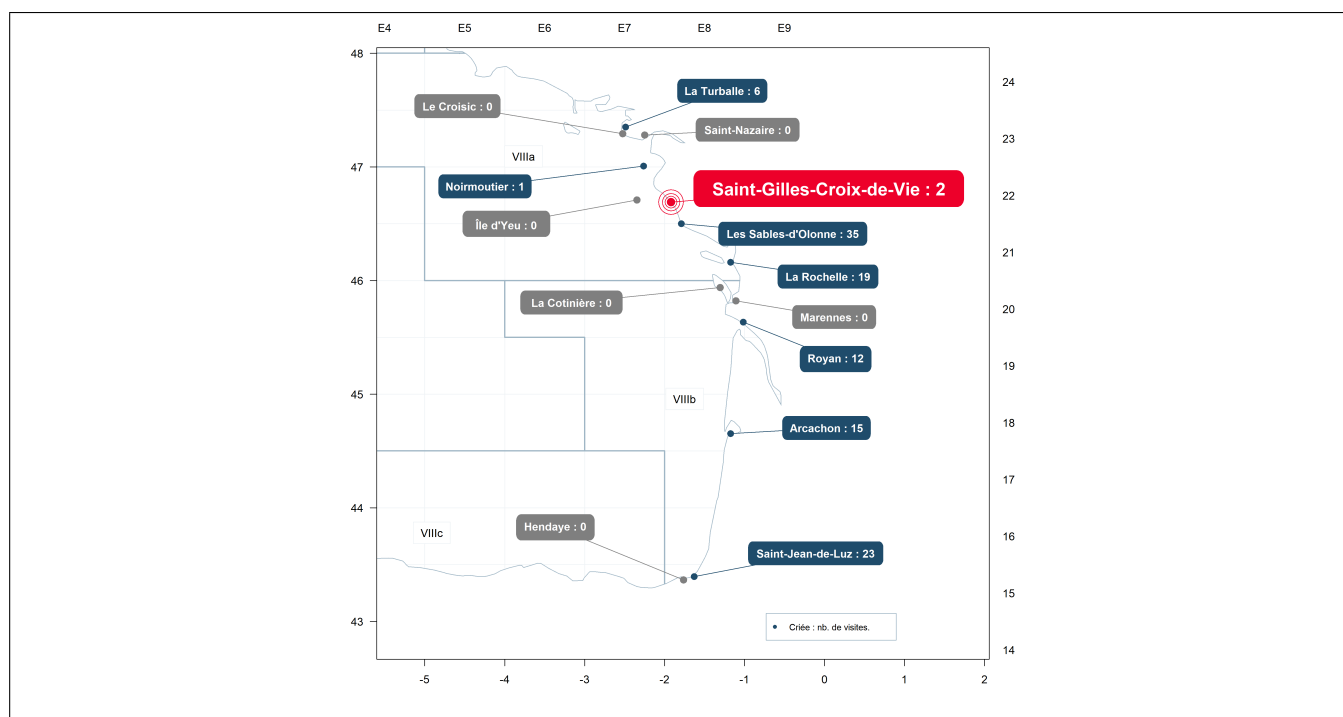 E4 E5 E6 E7 E8 E9
48
24
La Turballe : 6
Le Croisic : 0
Saint-Nazaire : 0
23
VIIIa
47
Noirmoutier : 1
Saint-Gilles-Croix-de-Vie : 2
22
Île d'Yeu : 0
Les Sables-d'Olonne : 35
21
La Rochelle : 19
46
La Cotinière : 0
20
Marennes : 0
Royan : 12
19
45
VIIIb
18
Arcachon : 15
17
44
VIIIc
Hendaye : 0
16
Saint-Jean-de-Luz : 23
15
43
Criée : nb. de visites.
14
-5 -4 -3 -2 -1 0 1 2